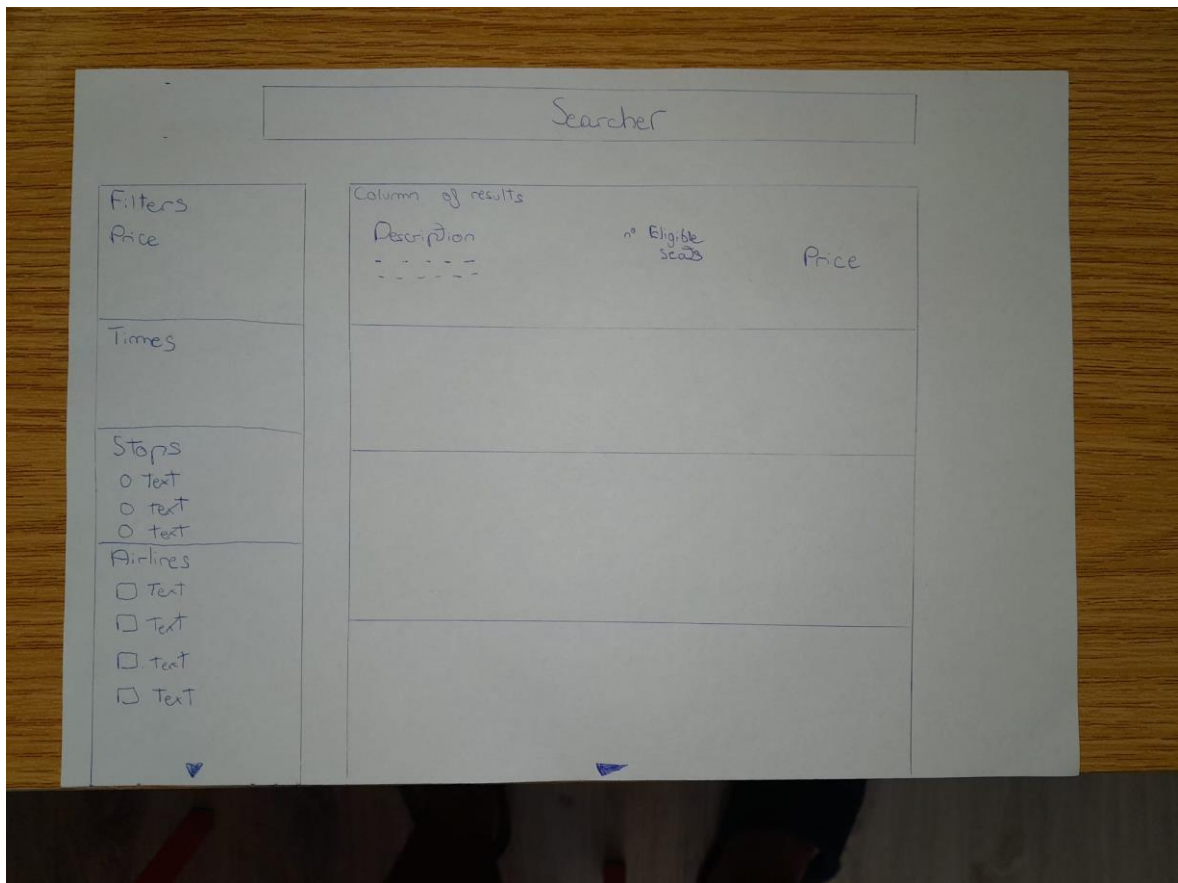 Searcher
Filters
Price
Times
Stops
Text
text
text
Airlines
Text
Text
text
Text
Column of results
Description
nº Eligible
Seats
Price